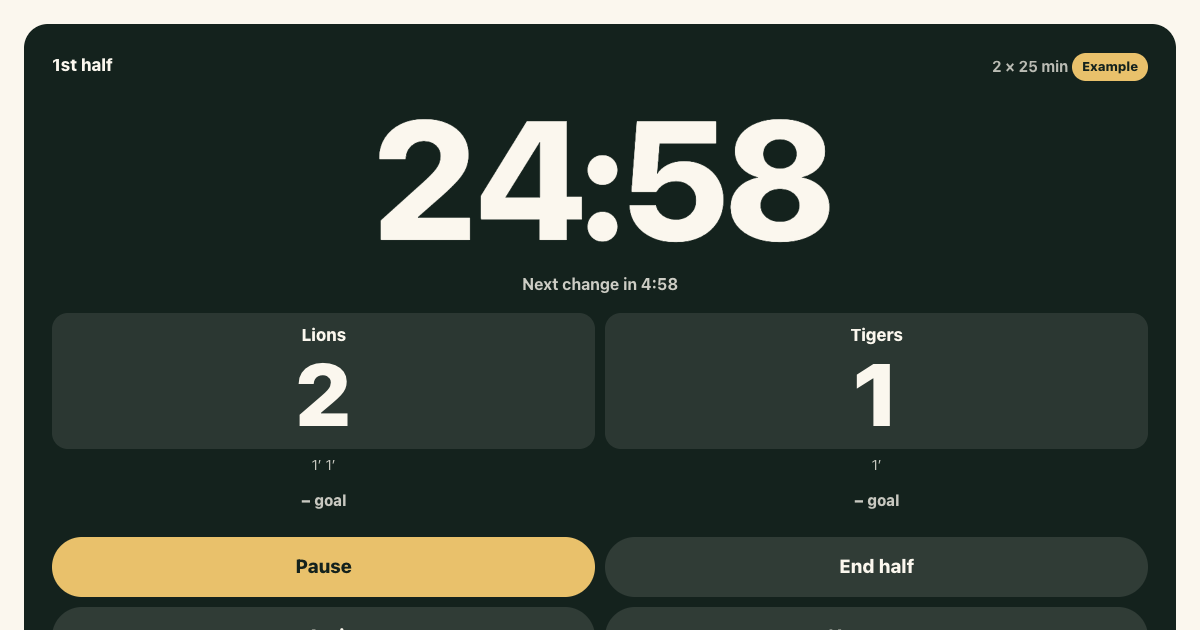 1st half
2 × 25 min Example
24:58
Next change in 4:58
Lions
2
1′ 1′
– goal
Tigers
1
1′
– goal
Pause
End half